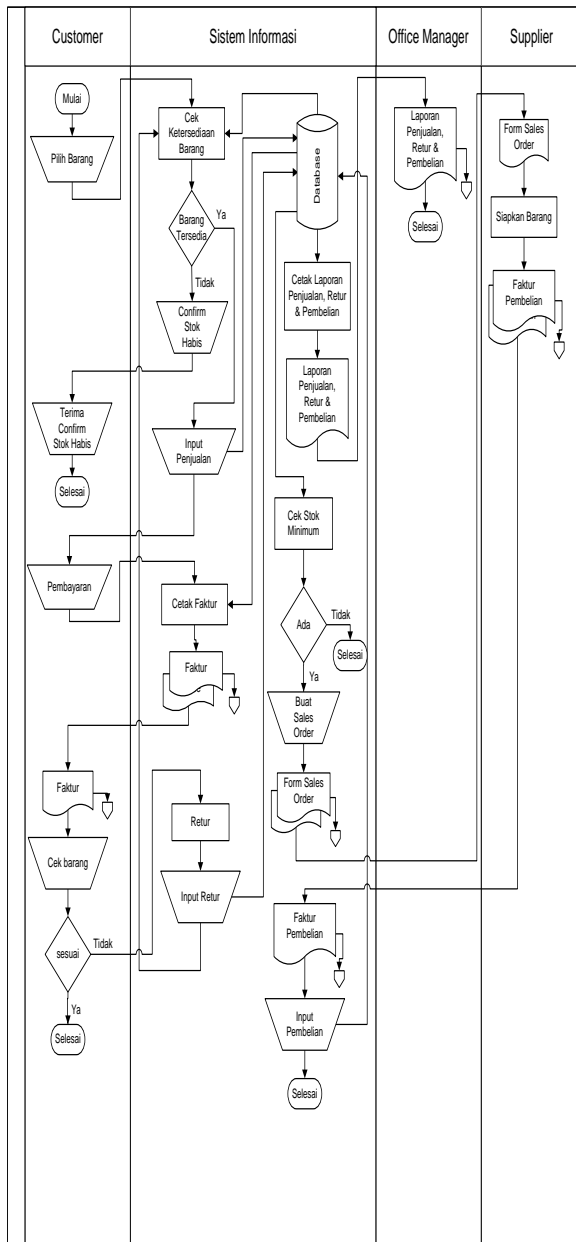 Customer
Sistem Informasi
Office Manager
Supplier
Mulai
Pilih Barang
Cek
Ketersediaan
Barang
Barang
Tersedia
Ya
Tidak
Confirm
Stok
Habis
Terima
Confirm
Stok Habis
Selesai
Input
Penjualan
Pembayaran
Cetak Faktur
Faktur
Faktur
Cek barang
sesuai
Tidak
Ya
Selesai
Retur
Input Retur
Database
Cetak Laporan
Penjualan, Retur
& Pembelian
Laporan
Penjualan,
Retur &
Pembelian
Cek Stok
Minimum
Ada
Tidak
Selesai
Ya
Buat
Sales
Order
Form Sales
Order
Faktur
Pembelian
Input
Pembelian
Selesai
Laporan
Penjualan,
Retur &
Pembelian
Selesai
Form Sales
Order
Siapkan Barang
Faktur
Pembelian